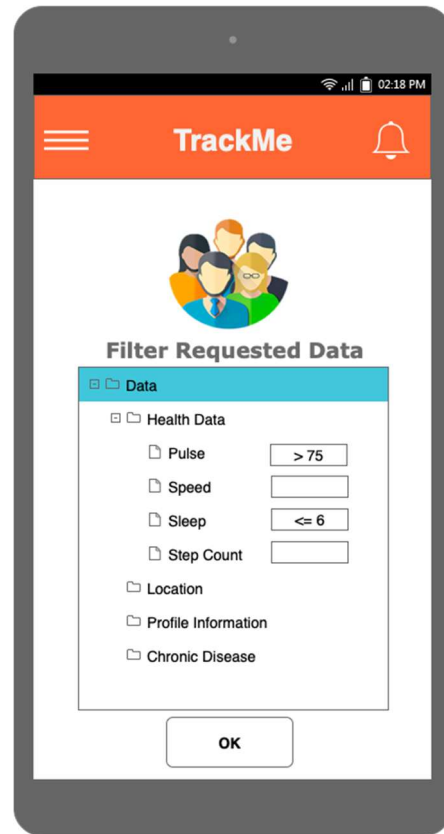 02:18 PM
TrackMe
Filter Requested Data
Data
Health Data
Pulse > 75
Speed
Sleep <= 6
Step Count
Location
Profile Information
Chronic Disease
OK